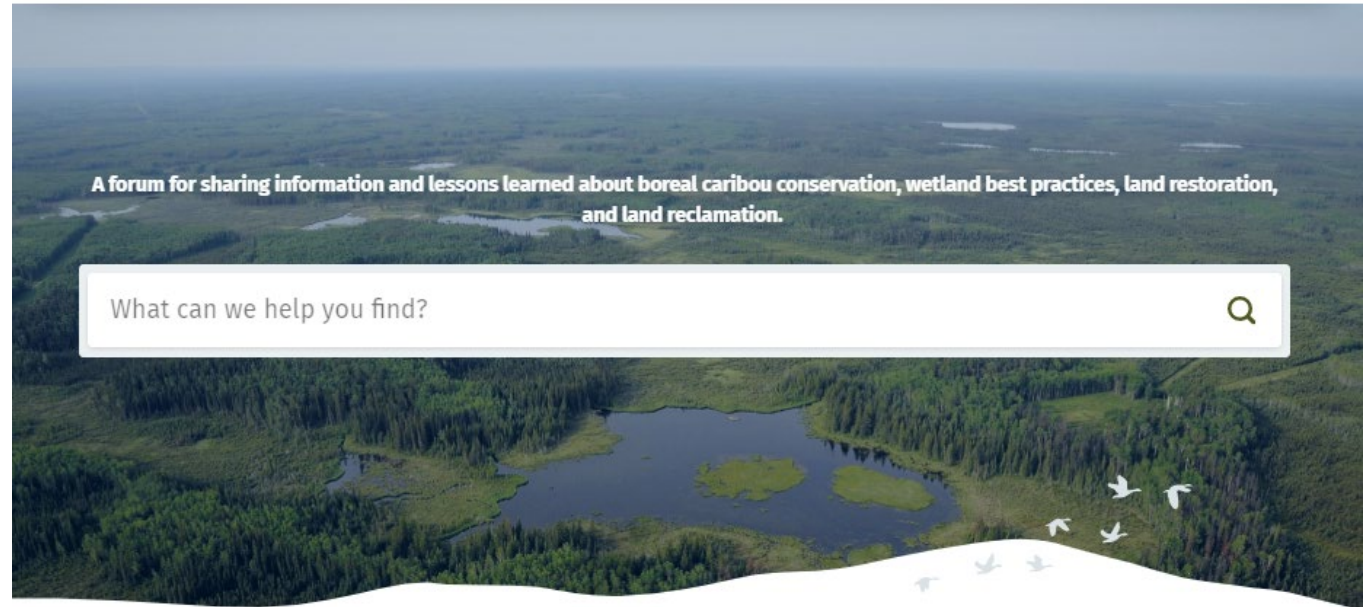 A forum for sharing information and lessons learned about boreal caribou conservation, wetland best practices, land restoration,
and land reclamation.
What can we help you find?